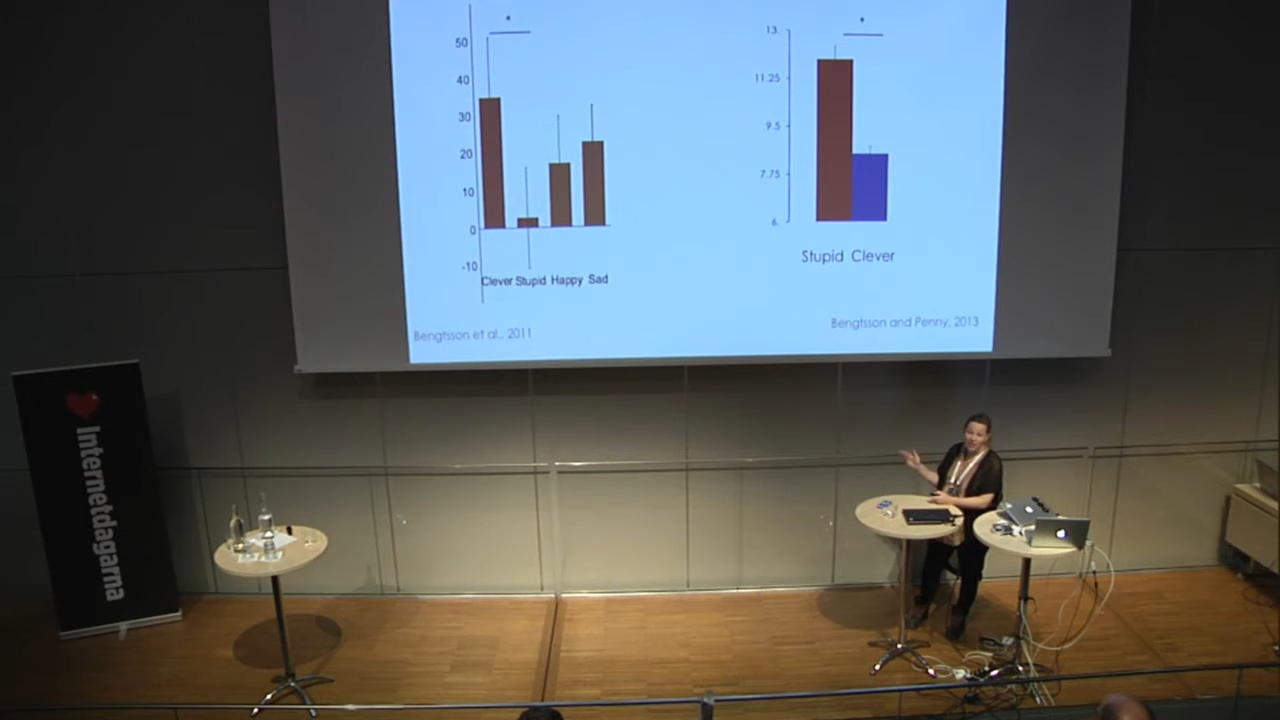 50
40
30
20
10
0
-10
Clever Stupid Happy Sad
Bengtsson et al., 2011
13.
11.25
9.5
7.75
6.
Stupid Clever
Bengtsson and Penny, 2013
Internetdagarna